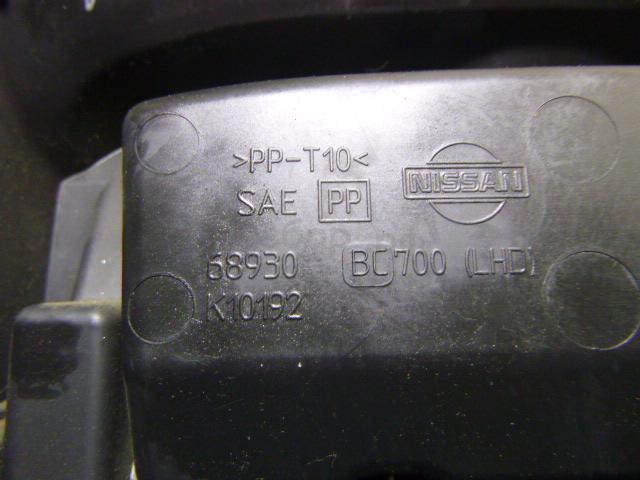 >PP-T10<
NISSAN
SAE PP
68930 BC700 (LHD)
K10192